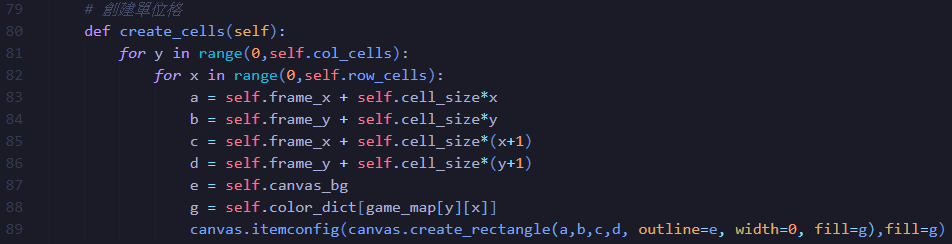 79 # 創建單位格
80 def create_cells(self):
81 for y in range(0,self.col_cells):
82 for x in range(0,self.row_cells):
83 a = self.frame_x + self.cell_size*x
84 b = self.frame_y + self.cell_size*y
85 c = self.frame_x + self.cell_size*(x+1)
86 d = self.frame_y + self.cell_size*(y+1)
87 e = self.canvas_bg
88 g = self.color_dict[game_map[y][x]]
89 canvas.itemconfig(canvas.create_rectangle(a,b,c,d, outline=e, width=0, fill=g),fill=g)